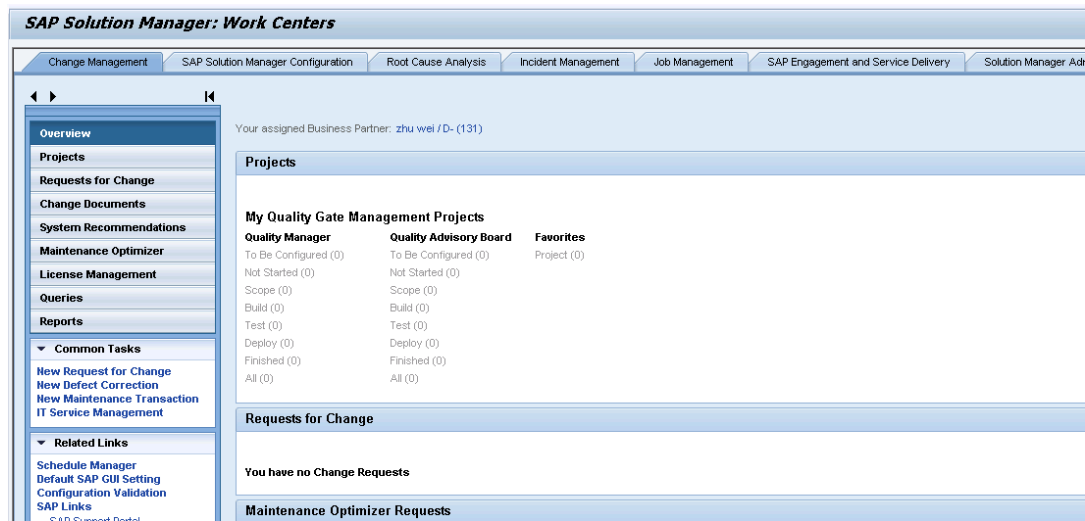 SAP Solution Manager: Work Centers
Change Management SAP Solution Manager Configuration Root Cause Analysis Incident Management Job Management SAP Engagement and Service Delivery Solution Manager Adr
Overview
Projects
Requests for Change
Change Documents
System Recommendations
Maintenance Optimizer
License Management
Queries
Reports
Common Tasks
New Request for Change
New Defect Correction
New Maintenance Transaction
IT Service Management
Related Links
Schedule Manager
Default SAP GUI Setting
Configuration Validation
SAP Links
SAP Support Portal
Your assigned Business Partner: zhu wei / D- (131)
Projects
My Quality Gate Management Projects
Quality Manager Quality Advisory Board Favorites
To Be Configured (0) To Be Configured (0) Project (0)
Not Started (0) Not Started (0)
Scope (0) Scope (0)
Build (0) Build (0)
Test (0) Test (0)
Deploy (0) Deploy (0)
Finished (0) Finished (0)
All (0) All (0)
Requests for Change
You have no Change Requests
Maintenance Optimizer Requests